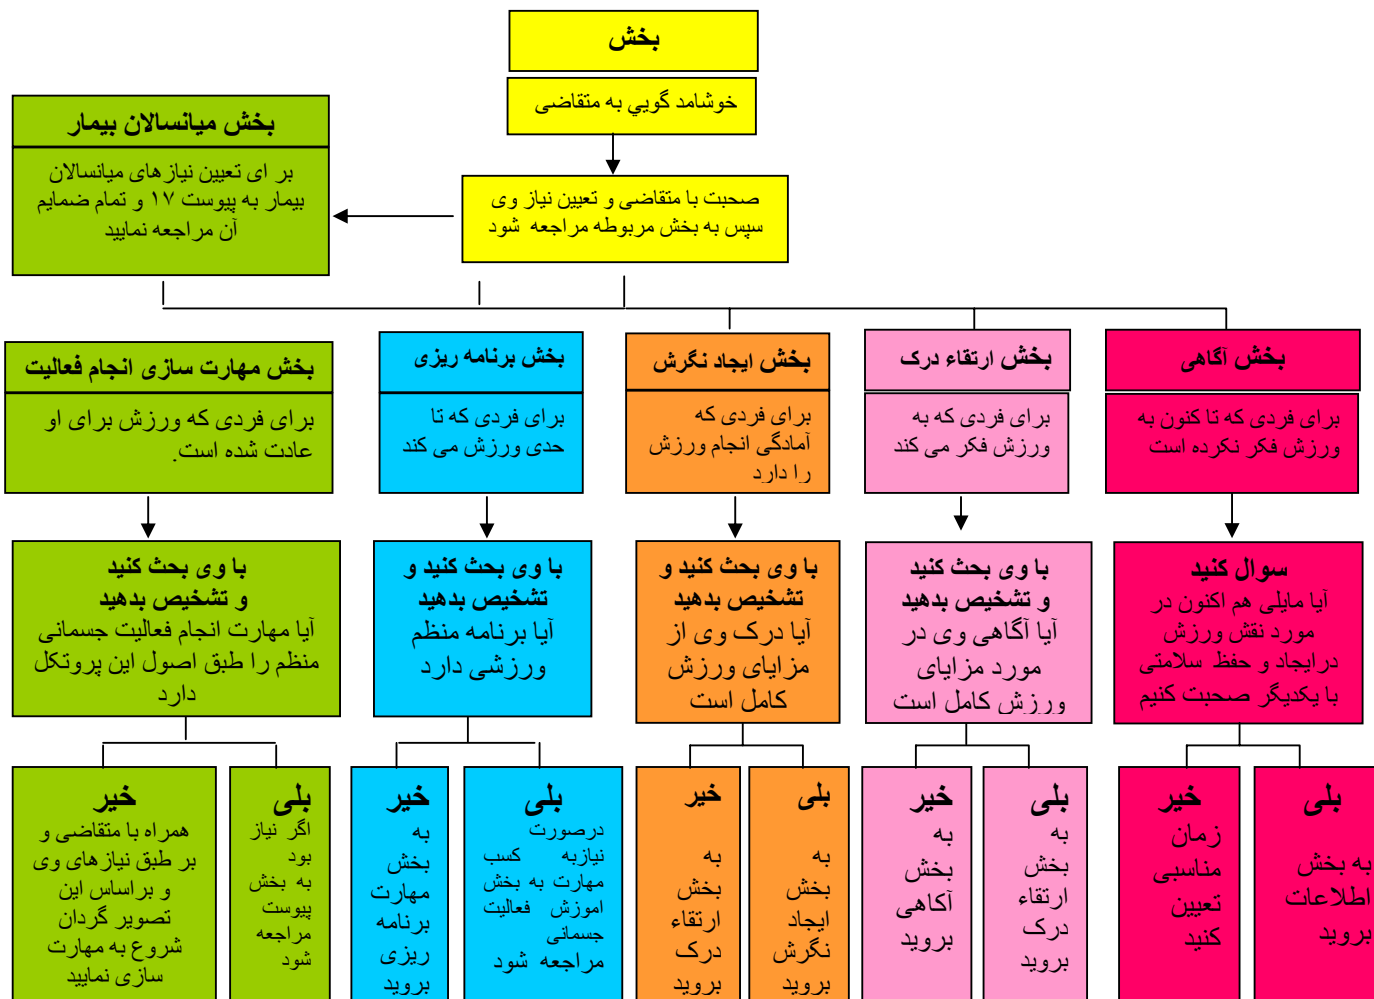 بخش
خوشامد گويي به متقاضی
صحبت با متقاضی و تعیین نیاز وی
سپس به بخش مربوطه مراجعه شود
بخش میانسالان بیمار
بر ای تعیین نیازهای میانسالان
بیمار به پیوست ۱۷ و تمام ضمایم
آن مراجعه نمایید
بخش آگاهی
برای فردی که تا کنون به
ورزش فکر نکرده است
سوال کنید
آیا مایلی هم اکنون در
مورد نقش ورزش
درایجاد و حفظ سلامتی
با یکدیگر صحبت کنیم
بلی
به بخش
اطلاعات
بروید
خیر
زمان
مناسبی
تعیین
کنید
بخش ارتقاء درک
برای فردی که به
ورزش فکر می کند
با وی بحث کنید
و تشخیص بدهید
آیا آگاهی وی در
مورد مزایای
ورزش کامل است
بلی
به
بخش
ارتقاء
درک
بروید
خیر
به
بخش
آکاهی
بروید
بخش ایجاد نگرش
برای فردی که
آمادگی انجام ورزش
را دارد
با وی بحث کنید و
تشخیص بدهید
آیا درک وی از
مزایای ورزش
کامل است
بلی
به
بخش
ایجاد
نگرش
بروید
خیر
به
بخش
ارتقاء
درک
بروید
بخش برنامه ریزی
برای فردی که تا
حدی ورزش می کند
با وی بحث کنید و
تشخیص بدهید
آیا برنامه منظم
ورزشی دارد
بلی
درصورت
نیازبه کسب
مهارت به بخش
اموزش فعالیت
جسمانی
مراجعه شود
خیر
به
بخش
مهارت
برنامه
ریزی
بروید
بخش مهارت سازی انجام فعالیت
برای فردی که ورزش برای او
عادت شده است.
با وی بحث کنید
و تشخیص بدهید
آیا مهارت انجام فعالیت جسمانی
منظم را طبق اصول این پروتکل
دارد
بلی
اگر نیاز
بود
به بخش
پیوست
مراجعه
شود
خیر
همراه با متقاضی و
بر طبق نیازهای وی
و براساس این
تصویر گردان
شروع به مهارت
سازی نمایید